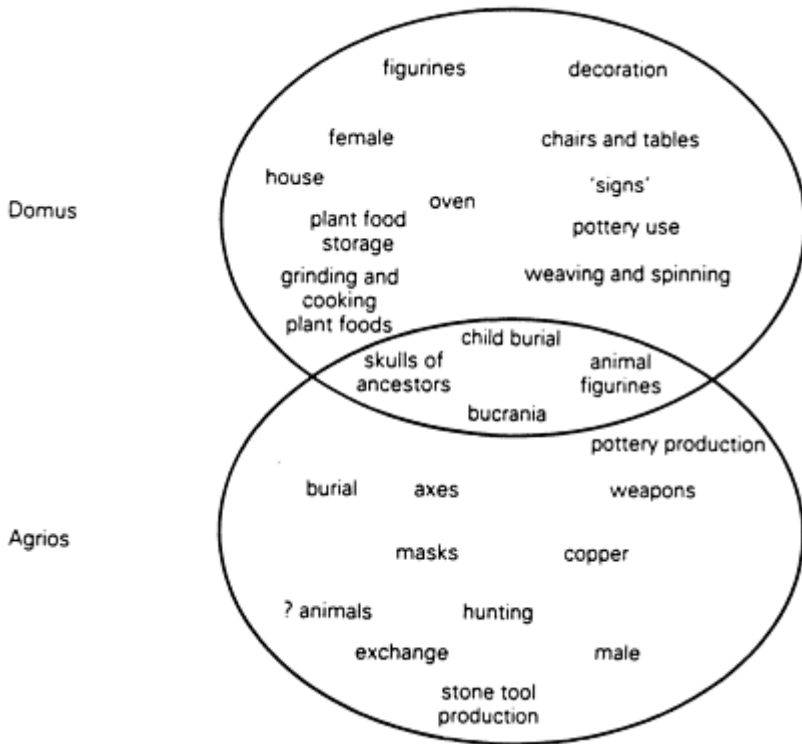 figurines
decoration
female
chairs and tables
house
'signs'
oven
Domus
plant food
storage
pottery use
grinding and
cooking
plant foods
weaving and spinning
child burial
skulls of
ancestors
animal
figurines
bucrania
pottery production
burial
axes
weapons
Agrios
masks
copper
? animals
hunting
exchange
male
stone tool
production